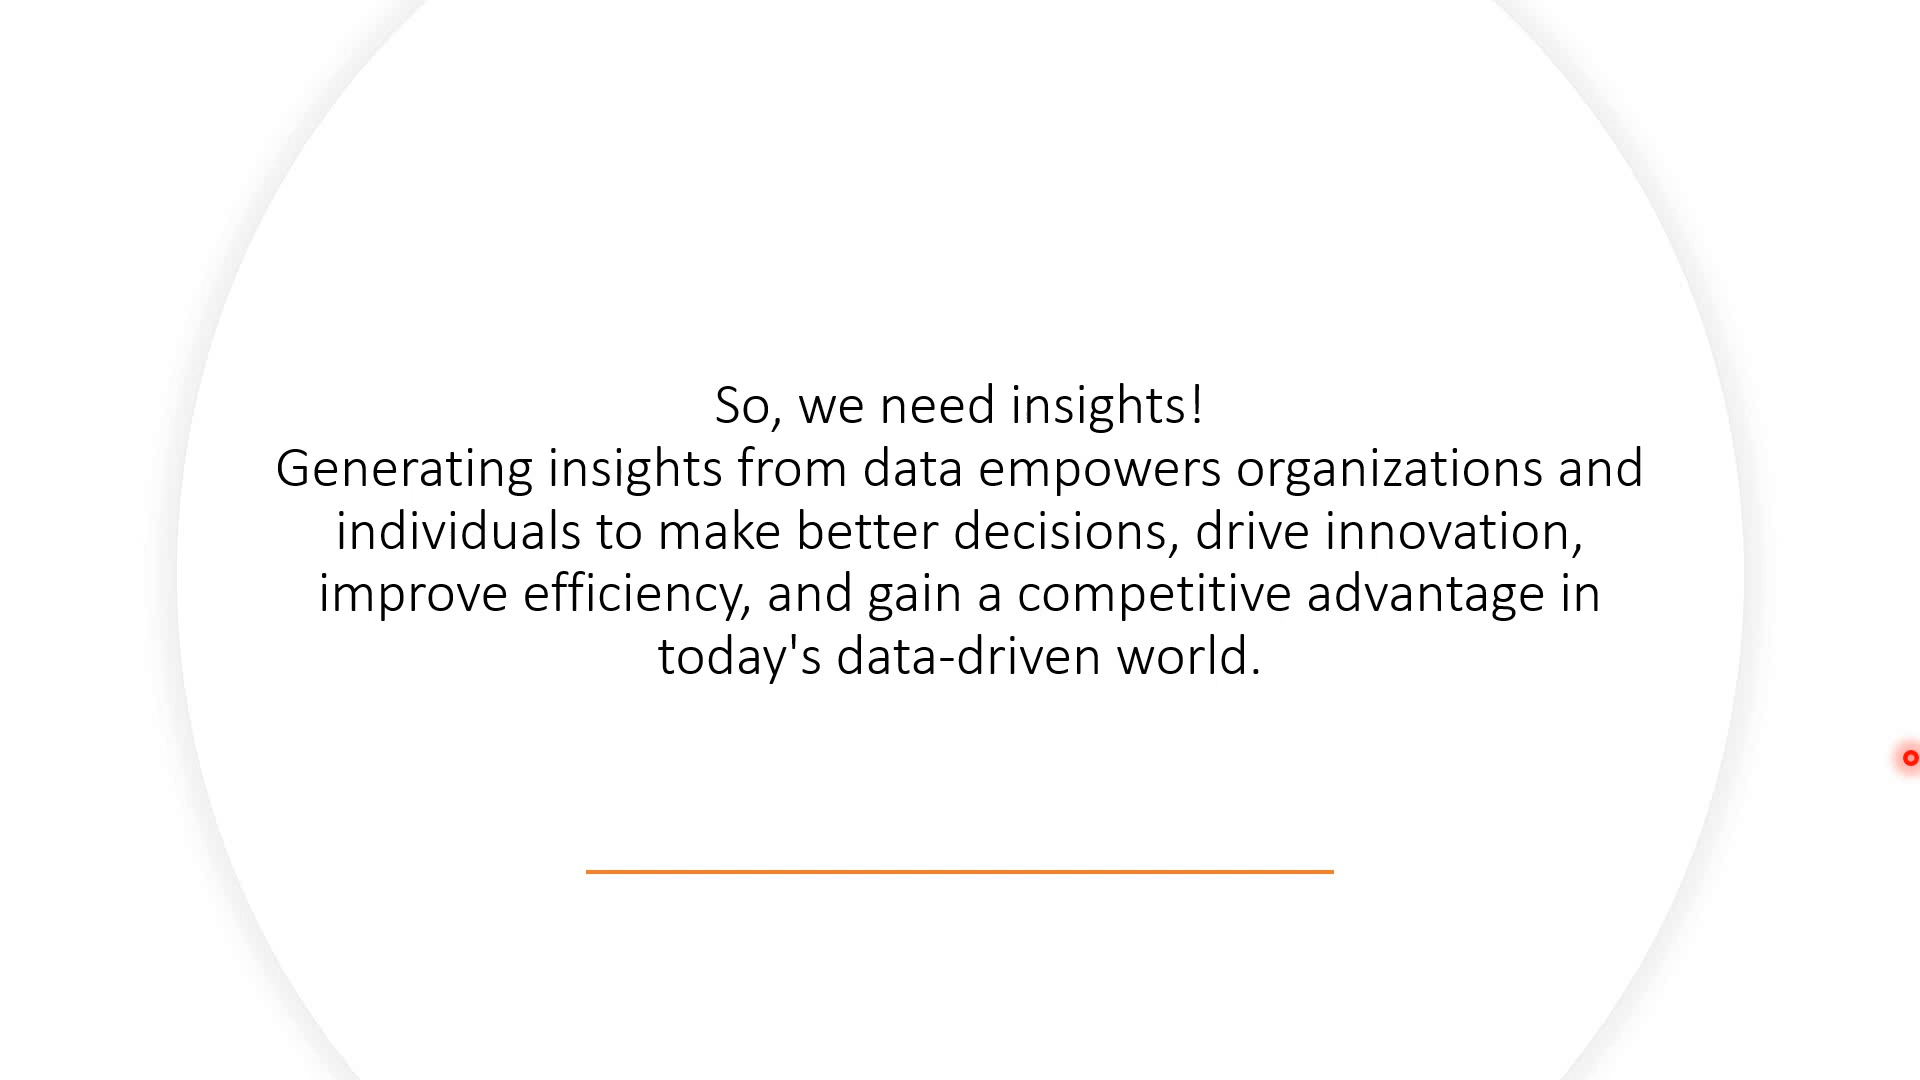 So, we need insights!
Generating insights from data empowers organizations and
individuals to make better decisions, drive innovation,
improve efficiency, and gain a competitive advantage in
today's data-driven world.